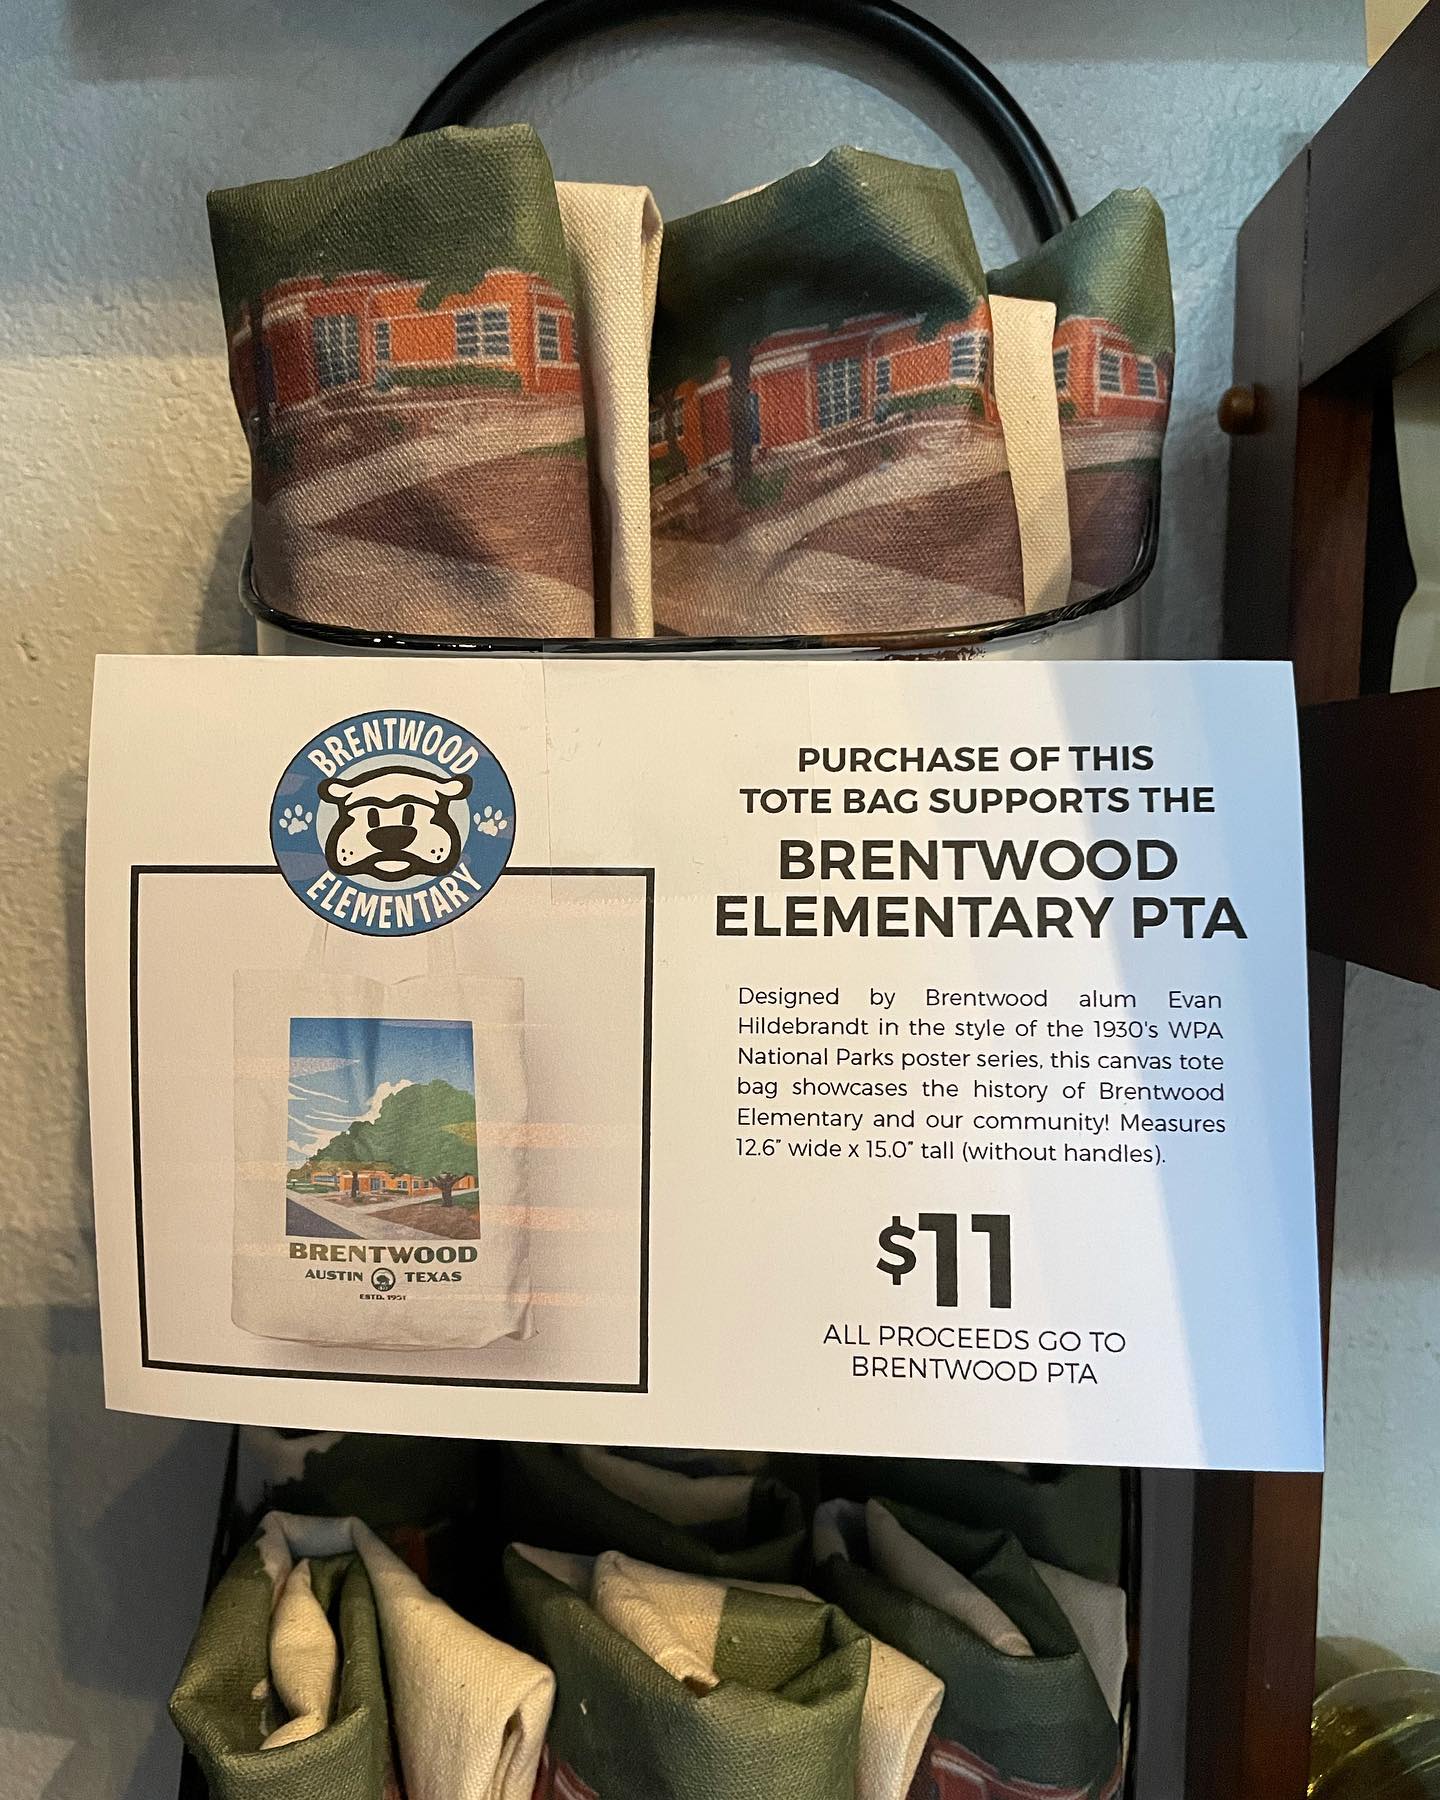 BRENTWOOD
ELEMENTARY
BRENTWOOD
AUSTIN TEXAS
ESTD. 1951
PURCHASE OF THIS
TOTE BAG SUPPORTS THE
BRENTWOOD
ELEMENTARY PTA
Designed by Brentwood alum Evan
Hildebrandt in the style of the 1930's WPA
National Parks poster series, this canvas tote
bag showcases the history of Brentwood
Elementary and our community! Measures
12.6" wide x 15.0" tall (without handles).
$11
ALL PROCEEDS GO TO
BRENTWOOD PTA